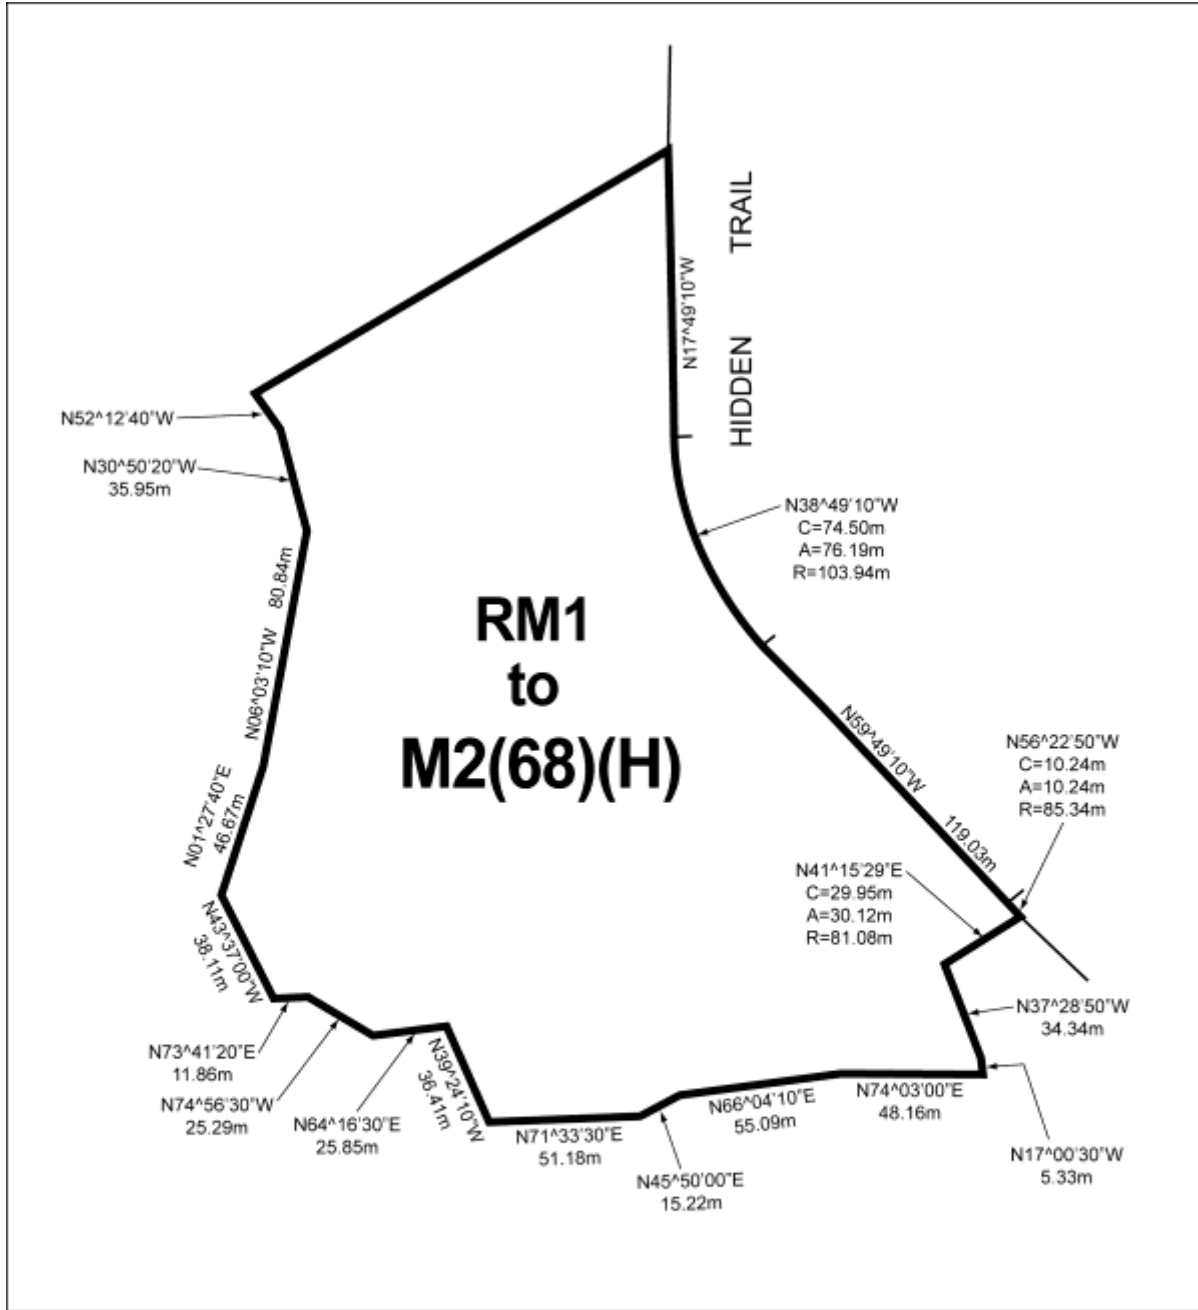 TRAIL
HIDDEN
N17^49'10"W
N52^12'40"W
N30^50'20"W
35.95m
N38^49'10"W
C=74.50m
A=76.19m
R=103.94m
80.84m
N06^03'10"W
RM1
to
M2(68)(H)
N59^49'10"W
119.03m
N56^22'50"W
C=10.24m
A=10.24m
R=85.34m
N01^27'40"E
46.67m
N41^15'29"E
C=29.95m
A=30.12m
R=81.08m
N43^37'00"W
38.11m
N37^28'50"W
34.34m
N73^41'20"E
11.86m
N74^56'30"W
25.29m
N64^16'30"E
25.85m
N39^24'10"W
36.41m
N71^33'30"E
51.18m
N45^50'00"E
15.22m
N66^04'10"E
55.09m
N74^03'00"E
48.16m
N17^00'30"W
5.33m